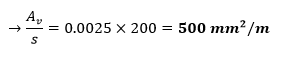 → A_v/s = 0.0025 × 200 = 500 mm²/m